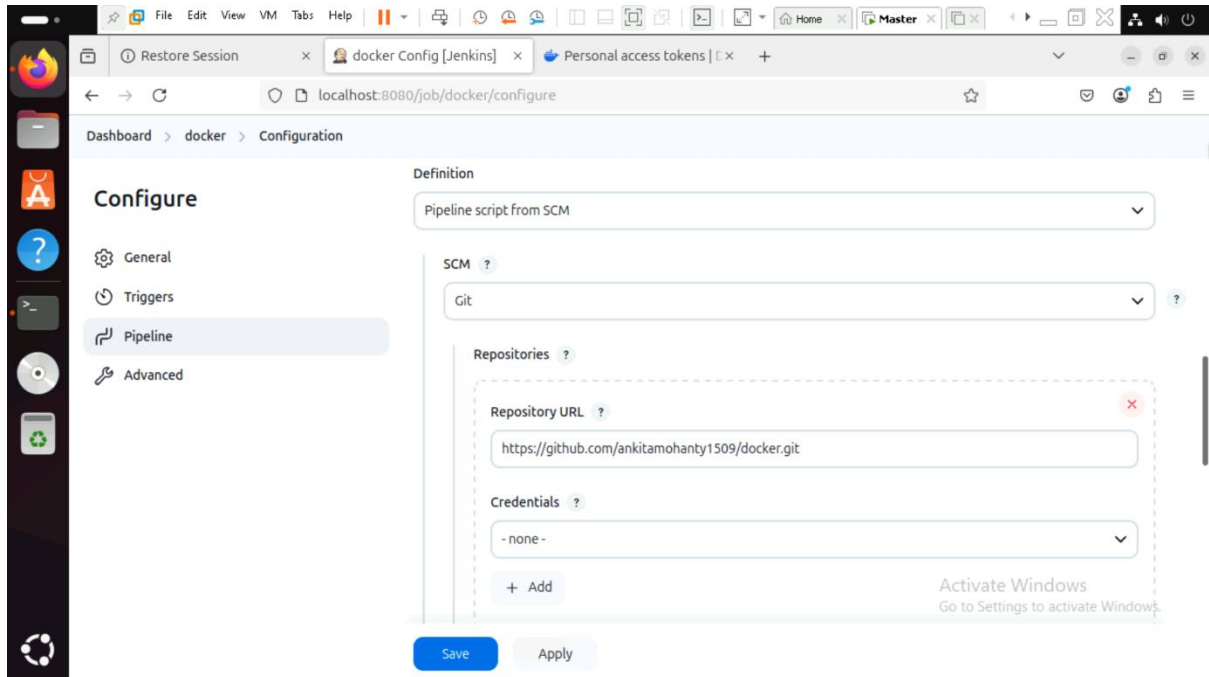 File Edit View VM Tabs Help Home Master
Restore Session docker Config [Jenkins] Personal access tokens | D
localhost:8080/job/docker/configure
Dashboard > docker > Configuration
Configure
General
Triggers
Pipeline
Advanced
Definition
Pipeline script from SCM
SCM ?
Git ?
Repositories ?
Repository URL ?
https://github.com/ankitamohanty1509/docker.git
Credentials ?
- none -
+ Add
Activate Windows
Go to Settings to activate Windows.
Save Apply